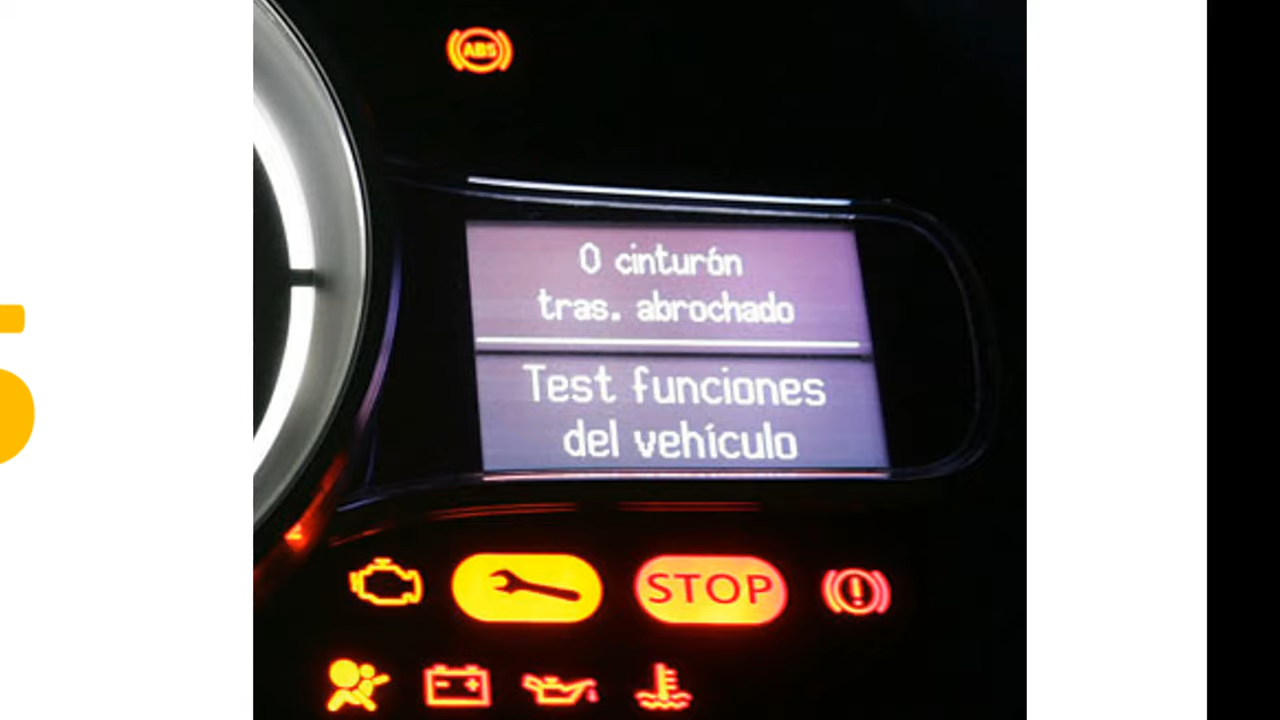 ABS
0 cinturón
tras. abrochado
Test funciones
del vehículo
STOP